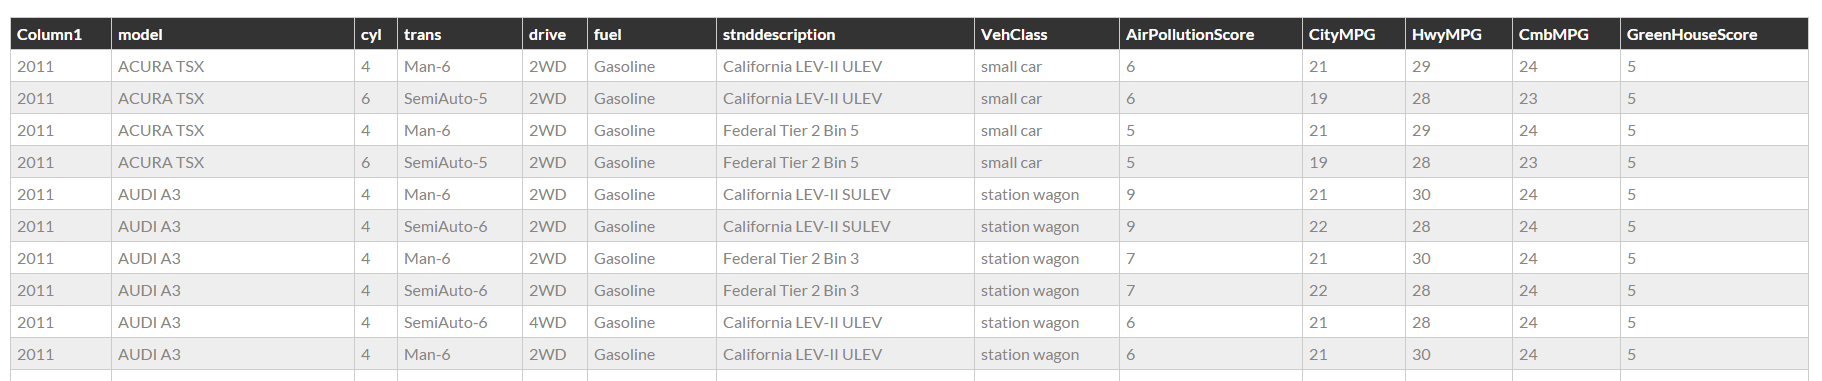 Column1 model cyl trans drive fuel stnddescription VehClass AirPollutionScore CityMPG HwyMPG CmbMPG GreenHouseScore
2011 ACURA TSX 4 Man-6 2WD Gasoline California LEV-II ULEV small car 6 21 29 24 5
2011 ACURA TSX 6 SemiAuto-5 2WD Gasoline California LEV-II ULEV small car 6 19 28 23 5
2011 ACURA TSX 4 Man-6 2WD Gasoline Federal Tier 2 Bin 5 small car 5 21 29 24 5
2011 ACURA TSX 6 SemiAuto-5 2WD Gasoline Federal Tier 2 Bin 5 small car 5 19 28 23 5
2011 AUDI A3 4 Man-6 2WD Gasoline California LEV-II SULEV station wagon 9 21 30 24 5
2011 AUDI A3 4 SemiAuto-6 2WD Gasoline California LEV-II SULEV station wagon 9 22 28 24 5
2011 AUDI A3 4 Man-6 2WD Gasoline Federal Tier 2 Bin 3 station wagon 7 21 30 24 5
2011 AUDI A3 4 SemiAuto-6 2WD Gasoline Federal Tier 2 Bin 3 station wagon 7 22 28 24 5
2011 AUDI A3 4 SemiAuto-6 4WD Gasoline California LEV-II ULEV station wagon 6 21 28 24 5
2011 AUDI A3 4 Man-6 2WD Gasoline California LEV-II ULEV station wagon 6 21 30 24 5